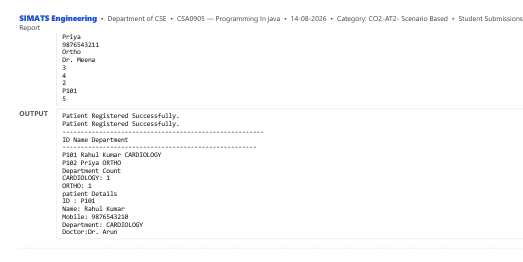 SIMATS Engineering • Department of CSE • CSA0905 — Programming In java • 14-08-2026 • Category: CO2-AT2- Scenario Based • Student Submissions
Report
Priya
9876543211
Ortho
Dr. Meena
3
4
2
P101
5
OUTPUT
Patient Registered Successfully.
Patient Registered Successfully.
-------------------------------------------------------
ID Name Department
-----------------------------------------------------
P101 Rahul Kumar CARDIOLOGY
P102 Priya ORTHO
Department Count
CARDIOLOGY: 1
ORTHO: 1
patient Details
ID : P101
Name: Rahul Kumar
Mobile: 9876543210
Department: CARDIOLOGY
Doctor:Dr. Arun